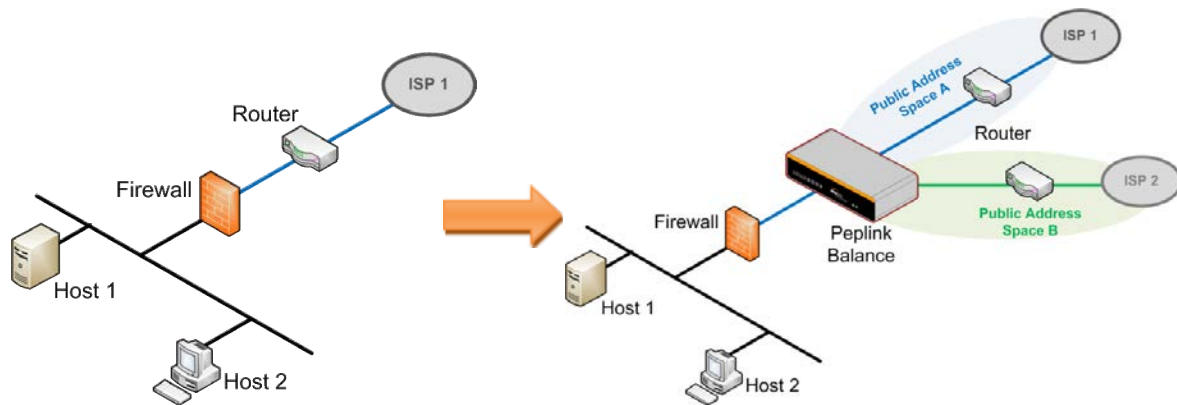 ISP 1
Router
Firewall
Host 1
Host 2
ISP 1
Public Address
Space A
Router
ISP 2
Public Address
Space B
Firewall
Peplink
Balance
Host 1
Host 2